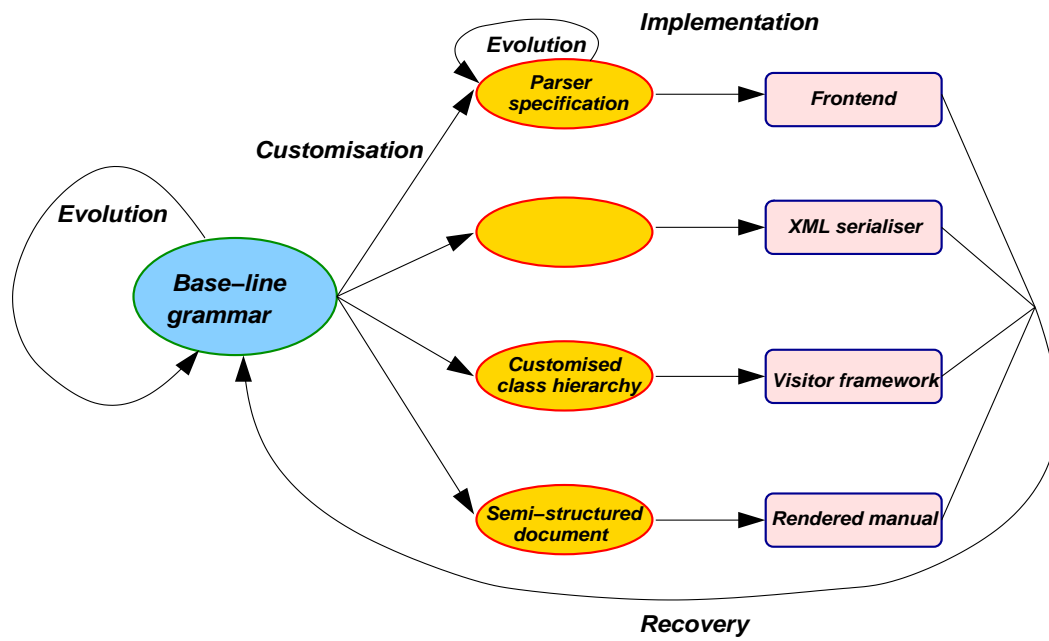 Implementation
Evolution
Parser
specification
Frontend
Customisation
Evolution
XML serialiser
Base–line
grammar
Customised
class hierarchy
Visitor framework
Semi–structured
document
Rendered manual
Recovery